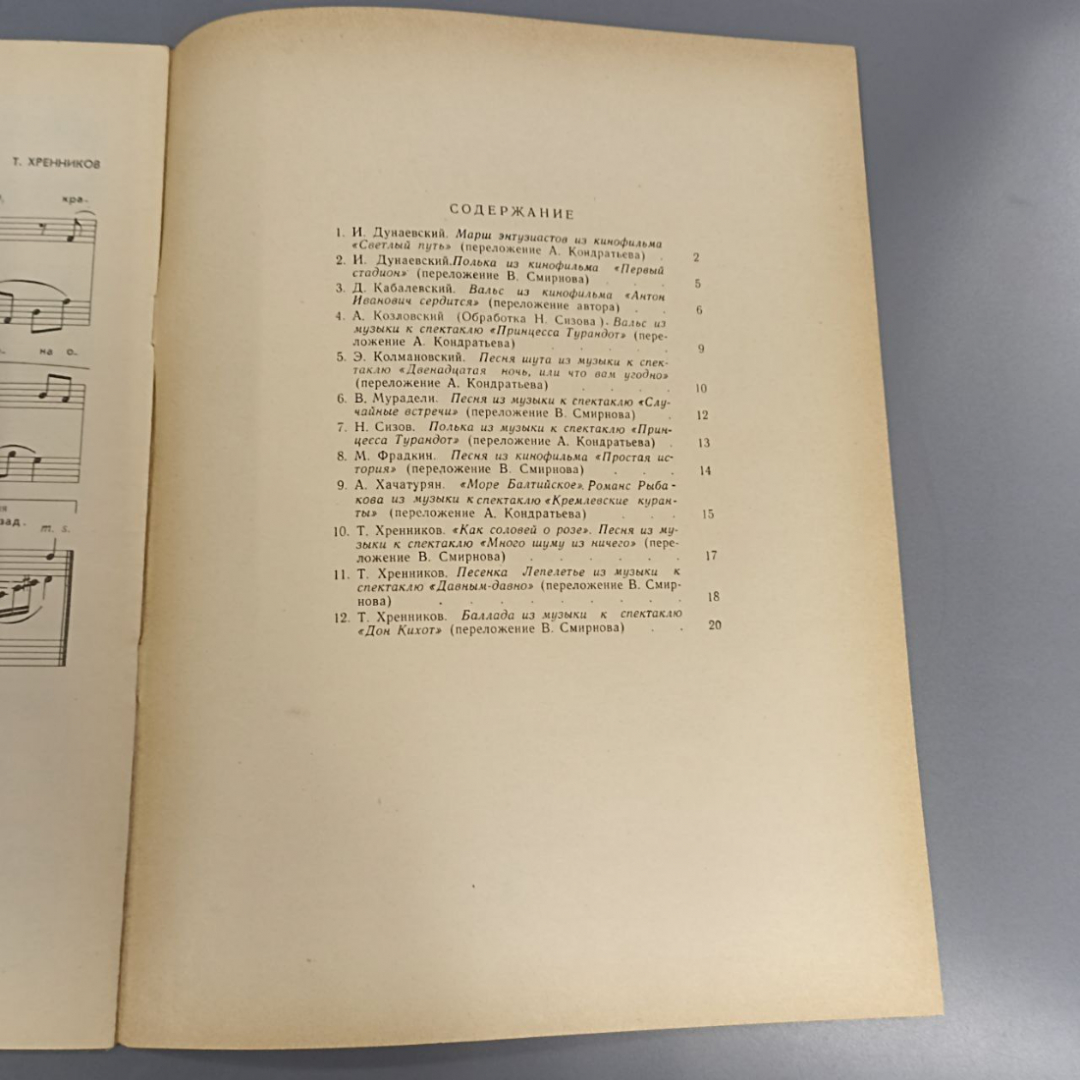 Т. ХРЕННИКОВ
кра-
на о.
зад.
m. s.
СОДЕРЖАНИЕ
1. И. Дунаевский. Марш энтузиастов из кинофильма
«Светлый путь» (переложение А. Кондратьева) . 2
2. И. Дунаевский.Полька из кинофильма «Первый
стадион» (переложение В. Смирнова) . . . 5
3. Д. Кабалевский. Вальс из кинофильма «Антон
Иванович сердится» (переложение автора) . . 6
4. А. Козловский (Обработка Н. Сизова). Вальс из
музыки к спектаклю «Принцесса Турандот» (пере-
ложение А. Кондратьева) . . . . . 9
5. Э. Колмановский. Песня шута из музыки к спек-
таклю «Двенадцатая ночь, или что вам угодно»
(переложение А. Кондратьева) . . . . 10
6. В. Мурадели. Песня из музыки к спектаклю «Слу-
чайные встречи» (переложение В. Смирнова) . 12
7. Н. Сизов. Полька из музыки к спектаклю «Прин-
цесса Турандот» (переложение А. Кондратьева) . 13
8. М. Фрадкин. Песня из кинофильма «Простая ис-
тория» (переложение В. Смирнова) . . . 14
9. А. Хачатурян. «Море Балтийское». Романс Рыба-
кова из музыки к спектаклю «Кремлевские куран-
ты» (переложение А. Кондратьева) . . . 15
10. Т. Хренников. «Как соловей о розе». Песня из му-
зыки к спектаклю «Много шуму из ничего» (пере-
ложение В. Смирнова) . . . . . . 17
11. Т. Хренников. Песенка Лепелетье из музыки к
спектаклю «Давным-давно» (переложение В. Смир-
нова) . . . . . . . . 18
12. Т. Хренников. Баллада из музыки к спектаклю
«Дон Кихот» (переложение В. Смирнова) . . 20